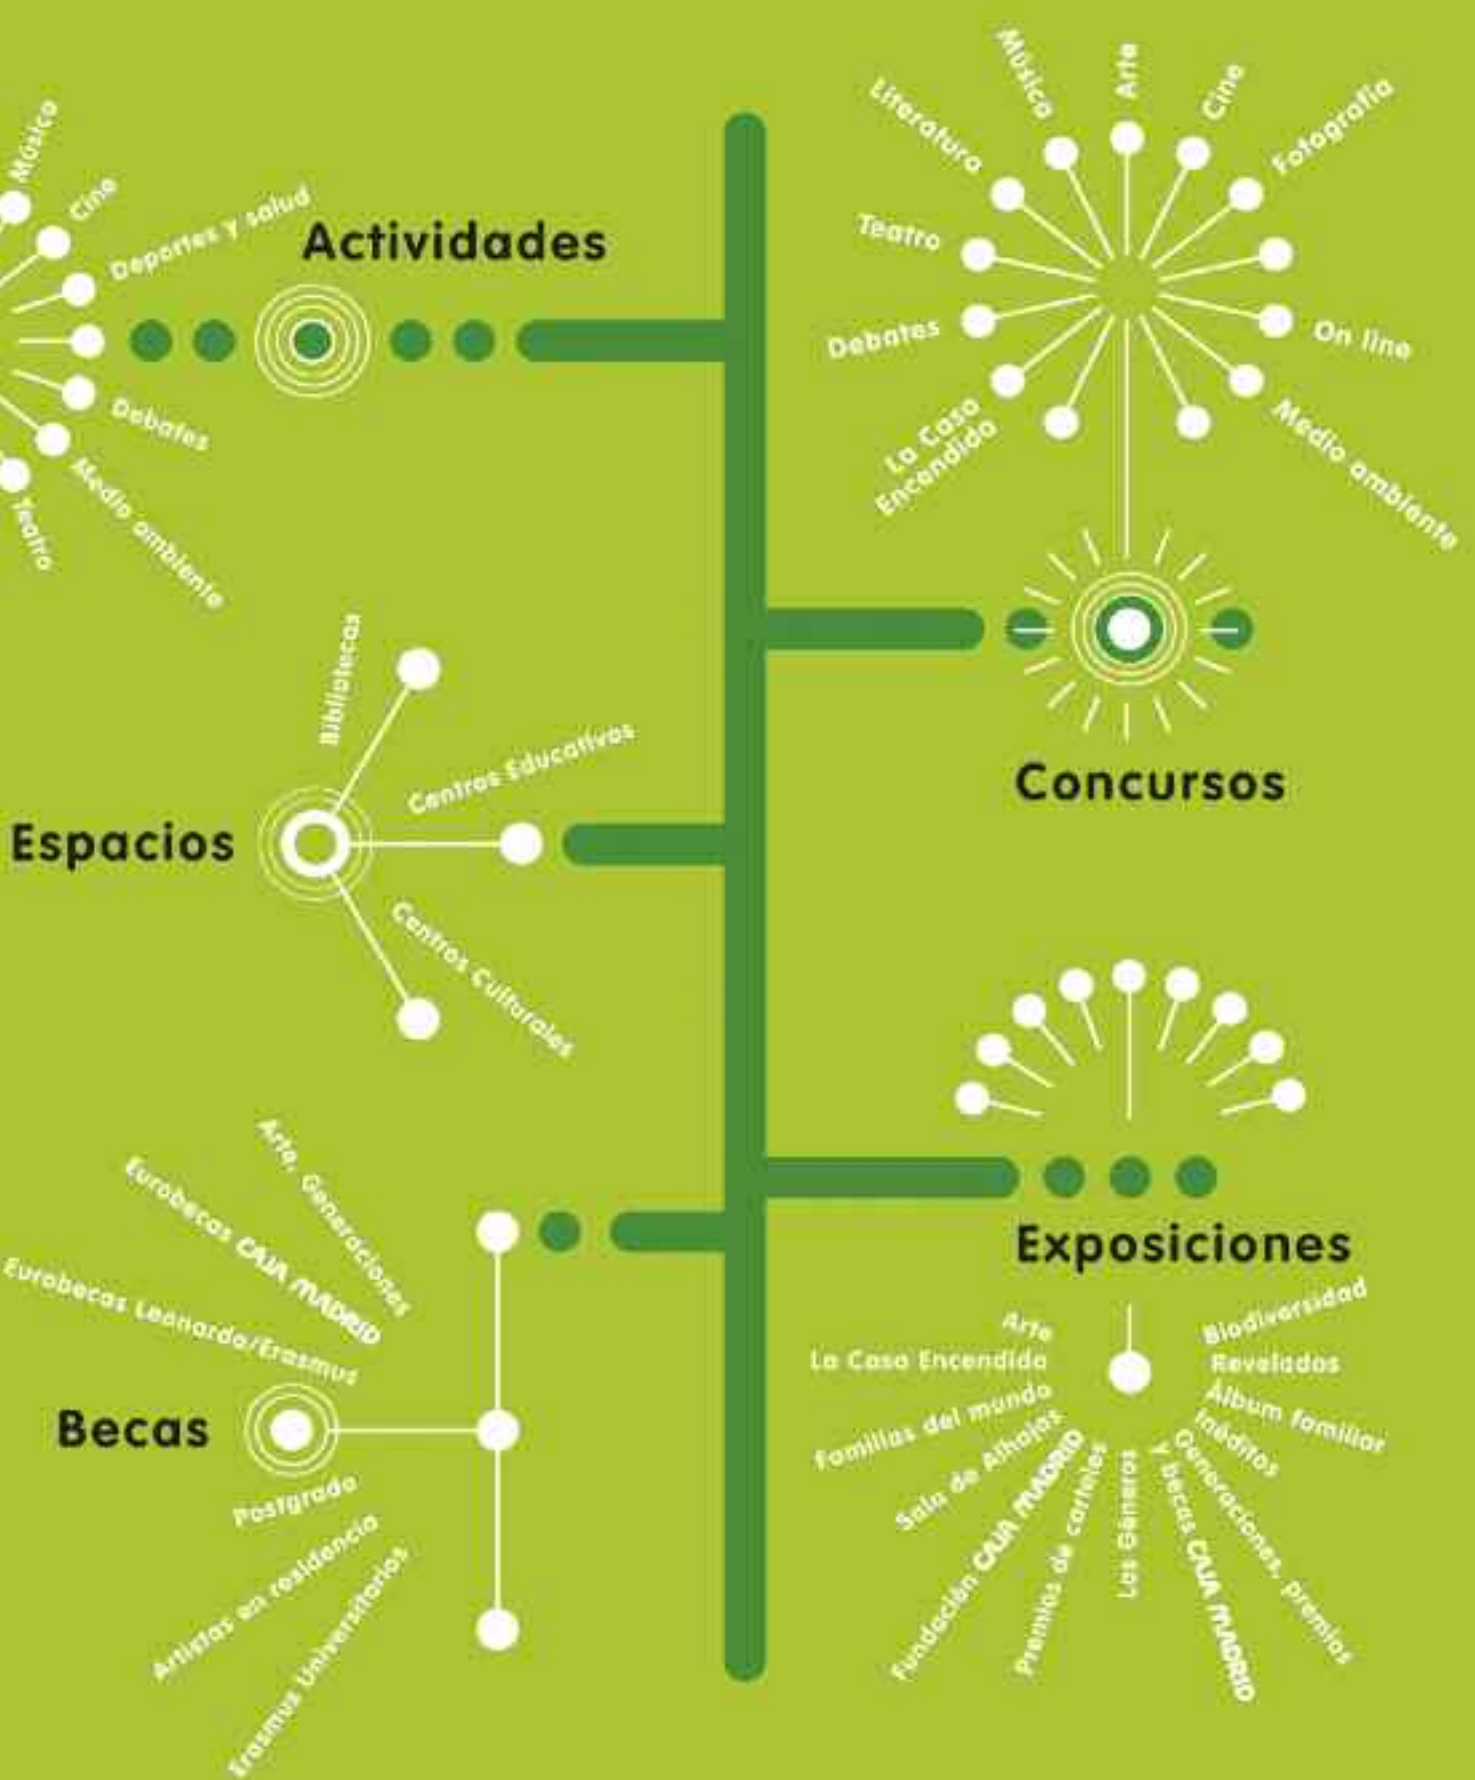 Música
Cine
Deportes y salud
Actividades
Debates
Medio ambiente
Teatro
Música
Arte
Cine
Literatura
Fotografía
Teatro
Debates
On line
La Casa
Encendida
Medio ambiente
Concursos
Bibliotecas
Centros Educativos
Espacios
Centros Culturales
Arte, Generaciones
Eurobecas CAJA MADRID
Eurobecas Leonardo/Erasmus
Becas
Postgrado
Artistas en residencia
Erasmus Universitarios
Exposiciones
Arte
La Casa Encendida
Familias del mundo
Sala de Alhajas
Fundación CAJA MADRID
Premios de carteles
Los Géneros
Generaciones, premios
y becas CAJA MADRID
Inéditos
Álbum familiar
Revelados
Biodiversidad